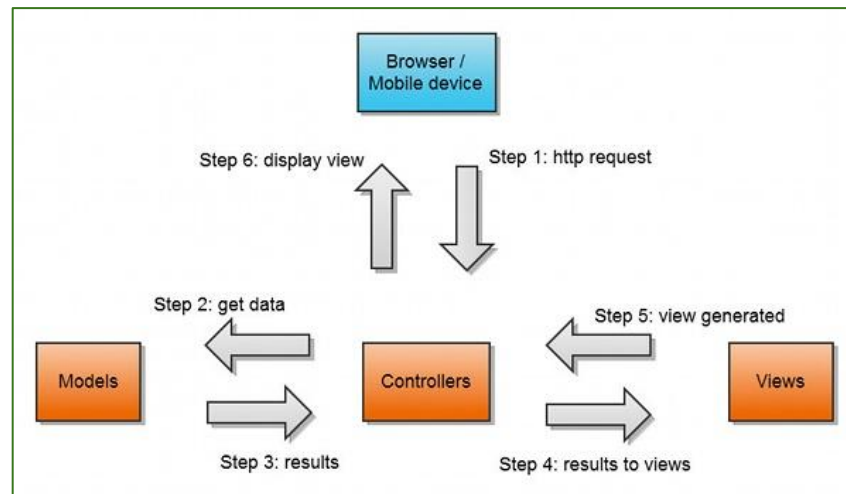 Browser /
Mobile device
Step 6: display view
Step 1: http request
Step 2: get data
Step 5: view generated
Models
Controllers
Views
Step 3: results
Step 4: results to views